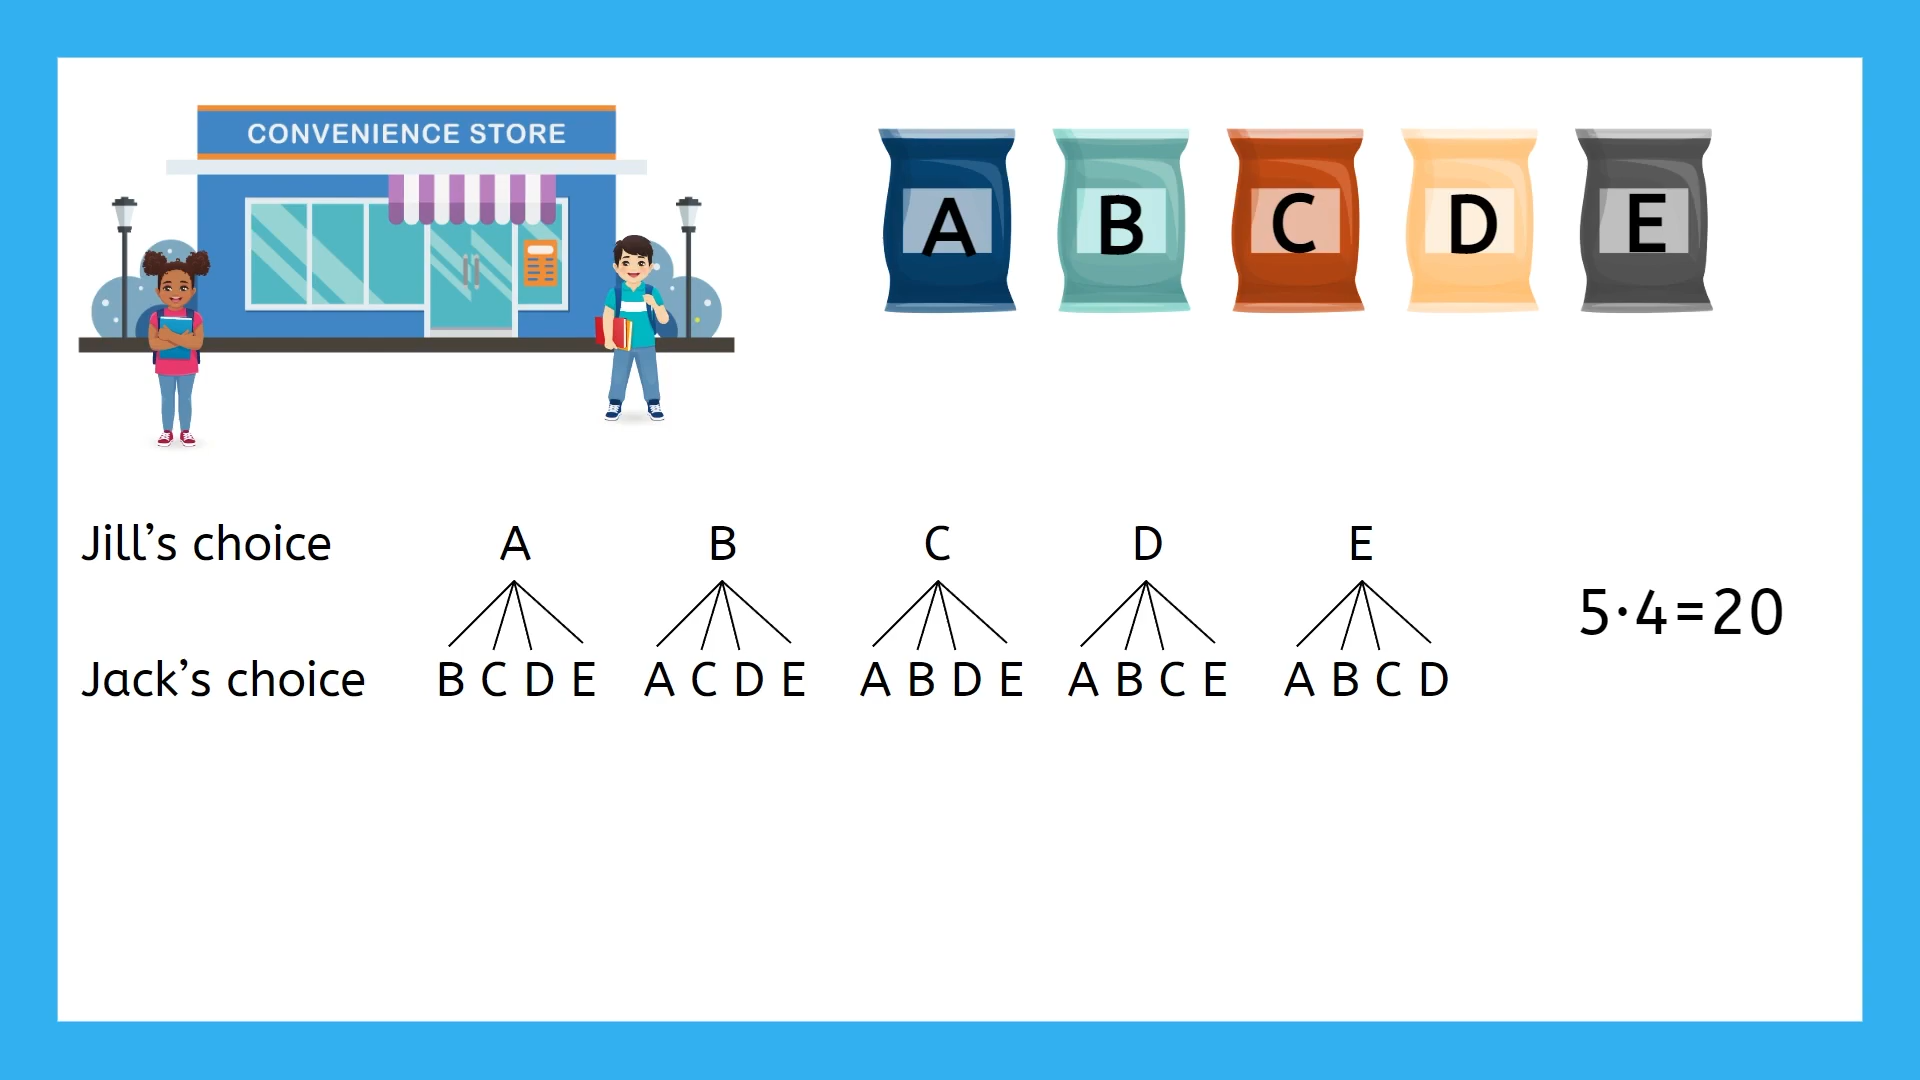 CONVENIENCE STORE
A B C D E
Jill’s choice A B C D E
5·4=20
Jack’s choice B C D E A C D E A B D E A B C E A B C D